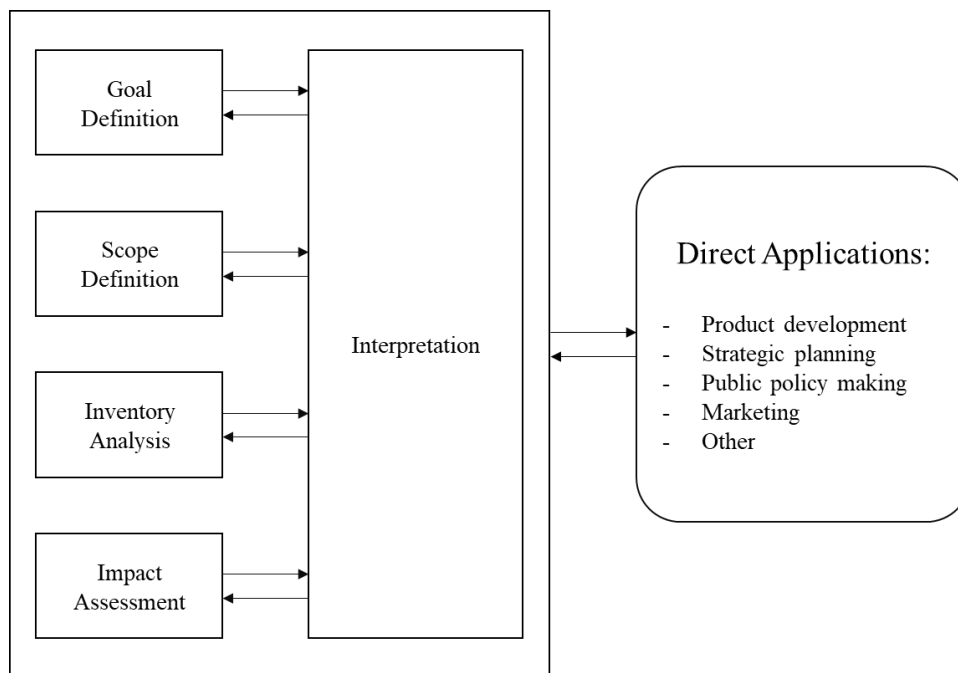 Goal
Definition
Scope
Definition
Inventory
Analysis
Impact
Assessment
Interpretation
Direct Applications:
- Product development
- Strategic planning
- Public policy making
- Marketing
- Other